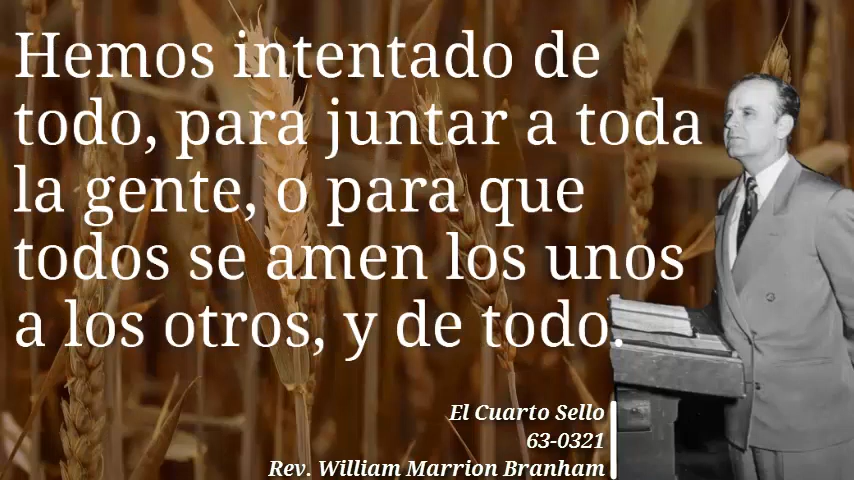 Hemos intentado de
todo, para juntar a toda
la gente, o para que
todos se amen los unos
a los otros, y de todo.
El Cuarto Sello
63-0321
Rev. William Marrion Branham